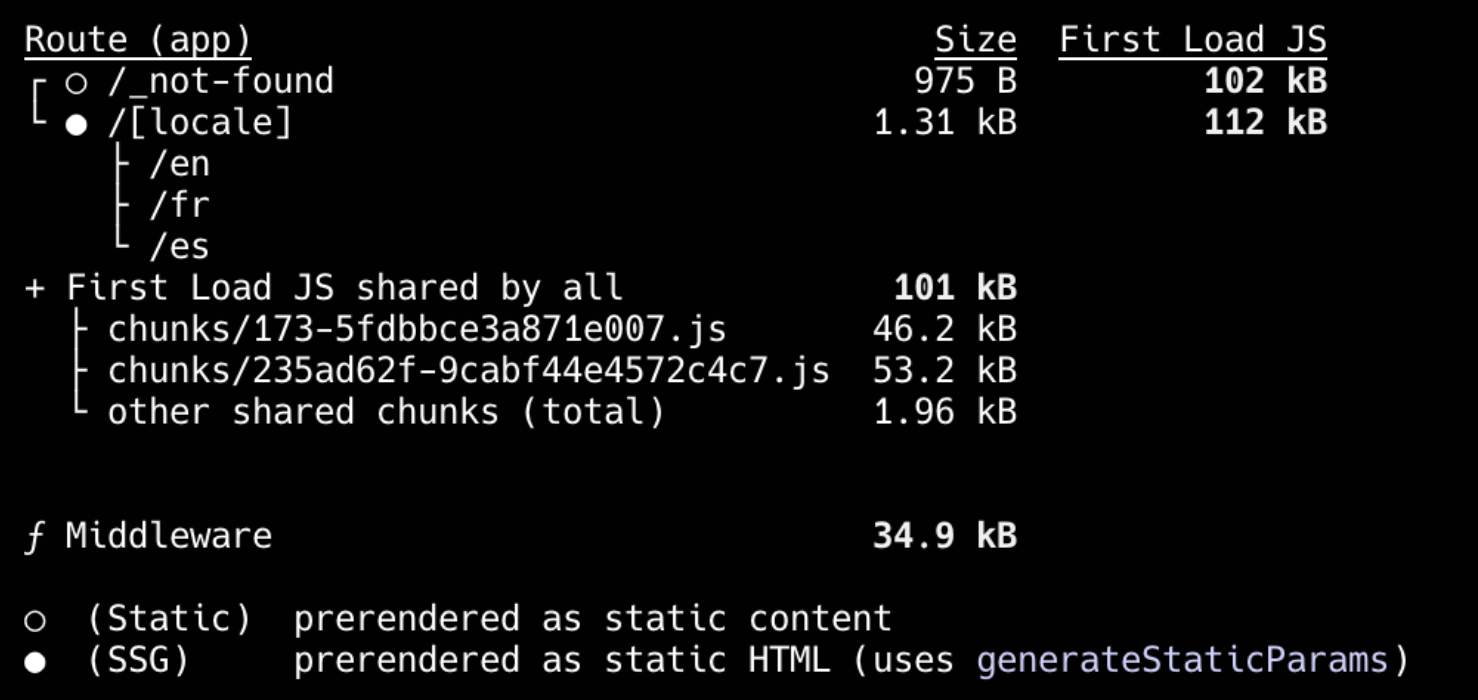 Route (app)                                 Size  First Load JS
┌ ○ /_not-found                            975 B         102 kB
└ ● /[locale]                            1.31 kB         112 kB
    ├ /en
    ├ /fr
    └ /es
+ First Load JS shared by all             101 kB
  ├ chunks/173-5fdbbce3a871e007.js       46.2 kB
  ├ chunks/235ad62f-9cabf44e4572c4c7.js  53.2 kB
  └ other shared chunks (total)          1.96 kB
ƒ Middleware                             34.9 kB
○  (Static)  prerendered as static content
●  (SSG)     prerendered as static HTML (uses generateStaticParams)